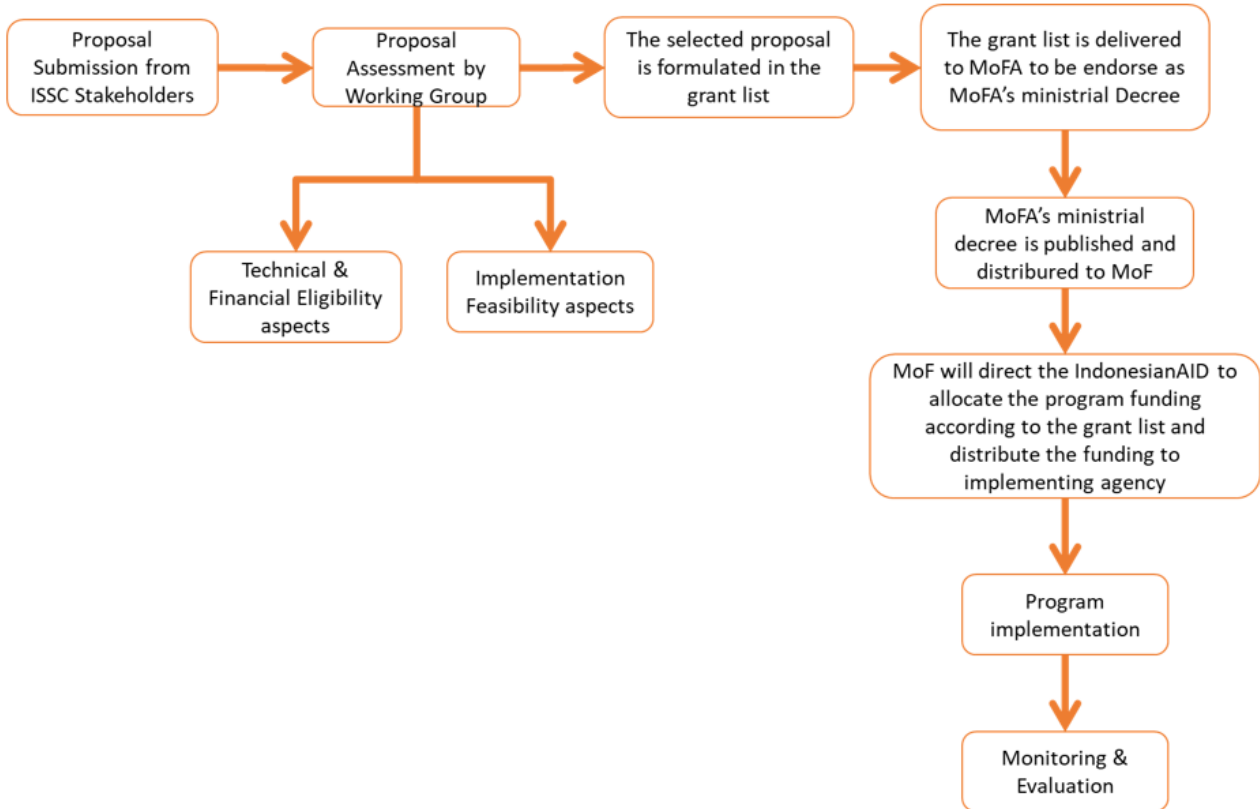 Proposal
Submission from
ISSC Stakeholders
Proposal
Assessment by
Working Group
The selected proposal
is formulated in the
grant list
The grant list is delivered
to MoFA to be endorse as
MoFA's ministrial Decree
Technical &
Financial Eligibility
aspects
Implementation
Feasibility aspects
MoFA's ministrial
decree is published and
distribured to MoF
MoF will direct the IndonesianAID to
allocate the program funding
according to the grant list and
distribute the funding to
implementing agency
Program
implementation
Monitoring &
Evaluation